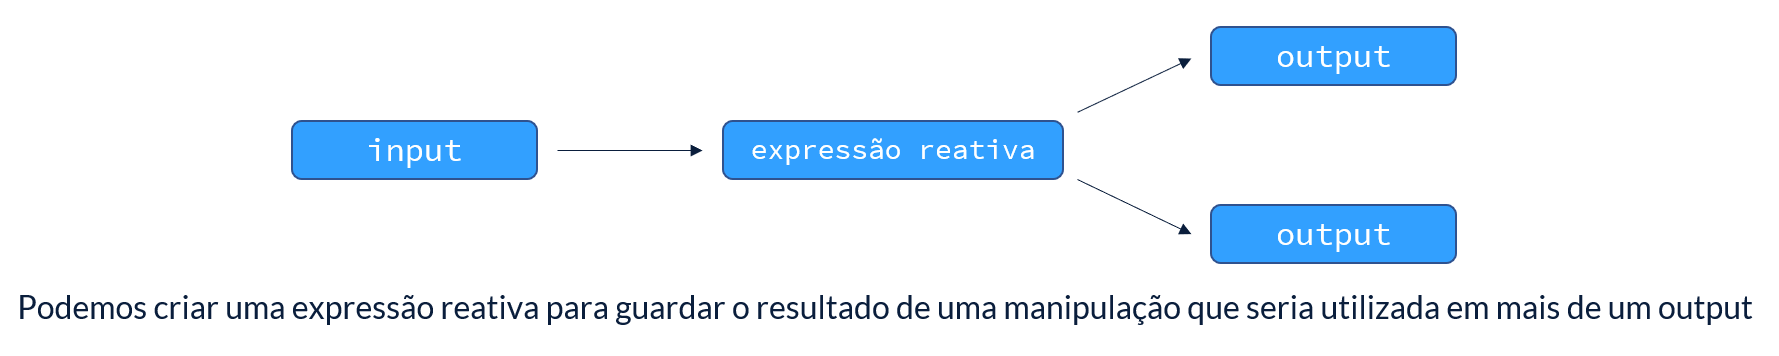 output
input
expressão reativa
output
Podemos criar uma expressão reativa para guardar o resultado de uma manipulação que seria utilizada em mais de um output